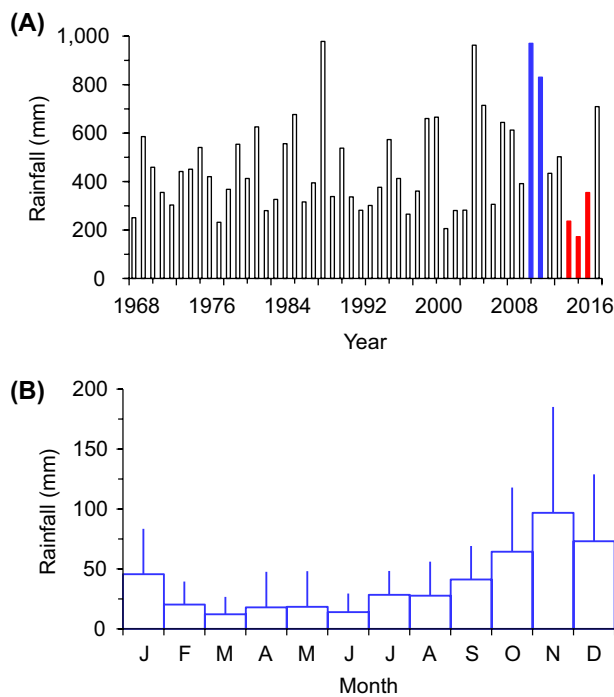 (A)
Rainfall (mm)
1,000
800
600
400
200
0
1968 1976 1984 1992 2000 2008 2016
Year
(B)
Rainfall (mm)
200
150
100
50
0
J F M A M J J A S O N D
Month